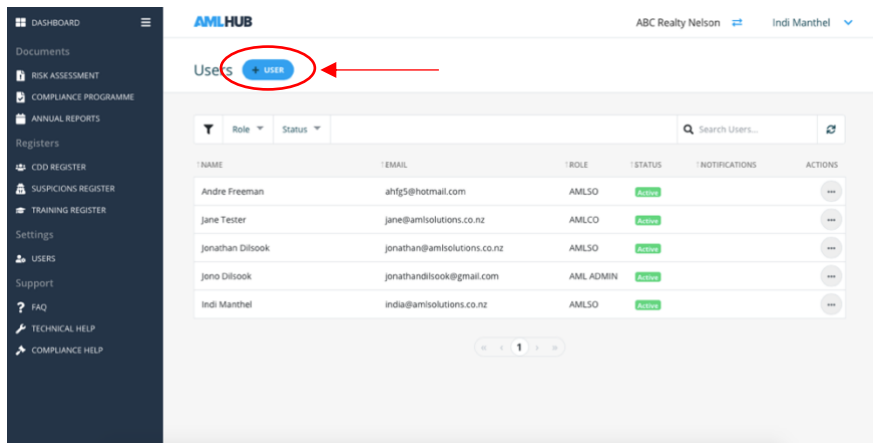 DASHBOARD
AMLHUB
ABC Realty Nelson
Indi Manthel
Documents
RISK ASSESSMENT
COMPLIANCE PROGRAMME
ANNUAL REPORTS
Registers
CDD REGISTER
SUSPICIONS REGISTER
TRAINING REGISTER
Settings
USERS
Support
? FAQ
TECHNICAL HELP
COMPLIANCE HELP
Users + USER
Role Status Search Users...
NAME EMAIL ROLE STATUS NOTIFICATIONS ACTIONS
Andre Freeman ahfg5@hotmail.com AMLSO Active ...
Jane Tester jane@amlsolutions.co.nz AMLCO Active ...
Jonathan Dilsook jonathan@amlsolutions.co.nz AMLSO Active ...
Jono Dilsook jonathandilsook@gmail.com AML ADMIN Active ...
Indi Manthel india@amlsolutions.co.nz AMLSO Active ...
« ‹ 1 › »